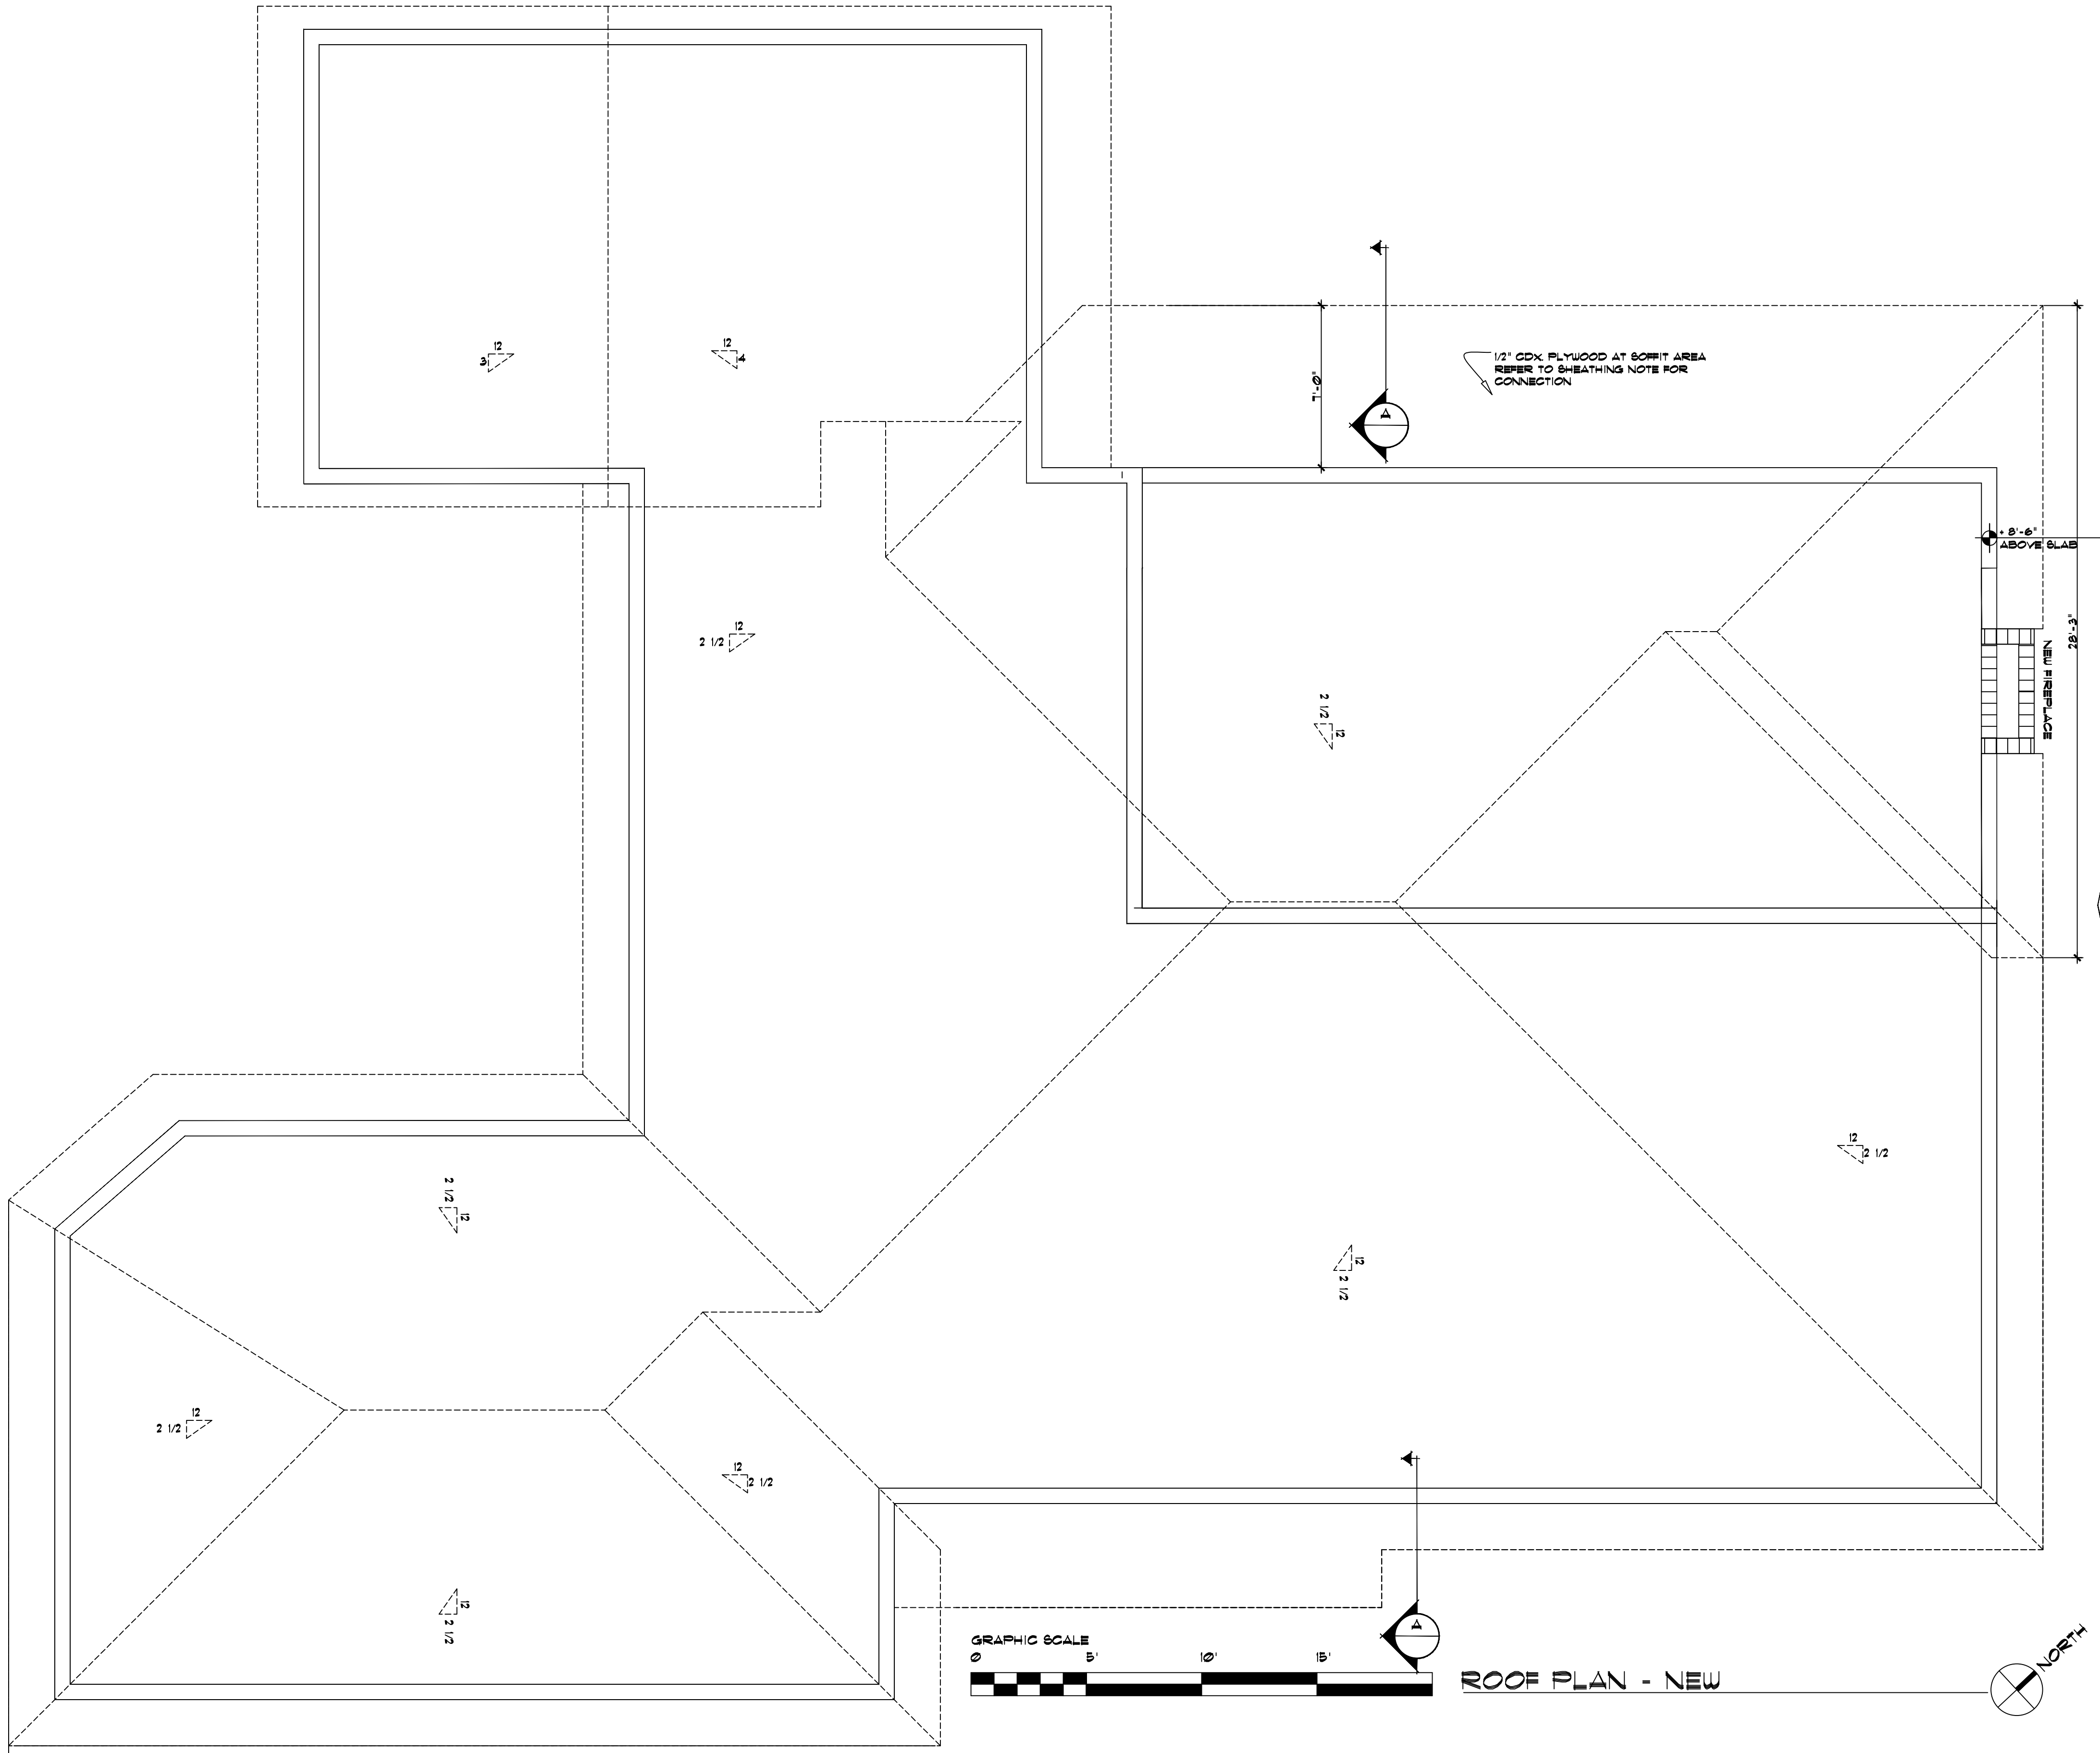 12
3
12
4
1/2" CDX. PLYWOOD AT SOFFIT AREA
REFER TO SHEATHING NOTE FOR
CONNECTION
7'-0"
A
+ 8'-6"
ABOVE SLAB
12
2 1/2
28'-3"
NEW FIREPLACE
2 1/2
12
12
2 1/2
2 1/2
12
12
2 1/2
12
2 1/2
12
2 1/2
12
2 1/2
GRAPHIC SCALE
0 5' 10' 15'
A
ROOF PLAN - NEW
NORTH